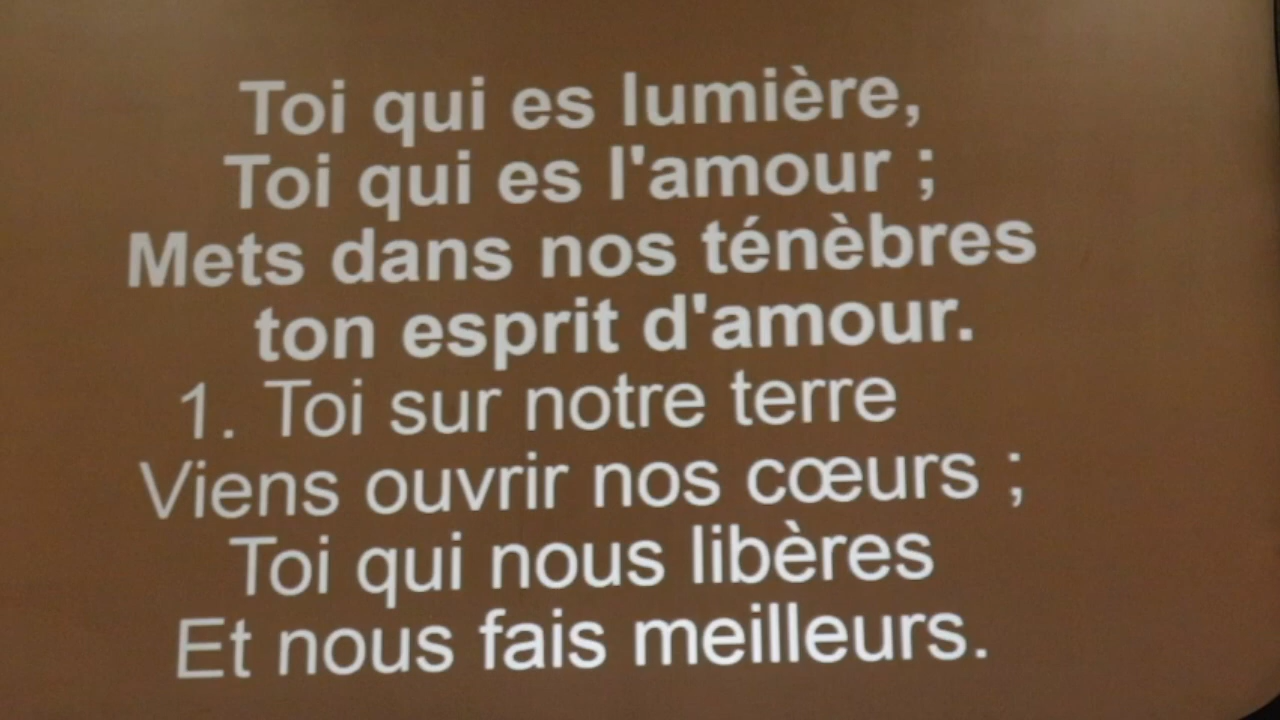 Toi qui es lumière,
Toi qui es l'amour ;
Mets dans nos ténèbres
ton esprit d'amour.
1. Toi sur notre terre
Viens ouvrir nos cœurs ;
Toi qui nous libères
Et nous fais meilleurs.